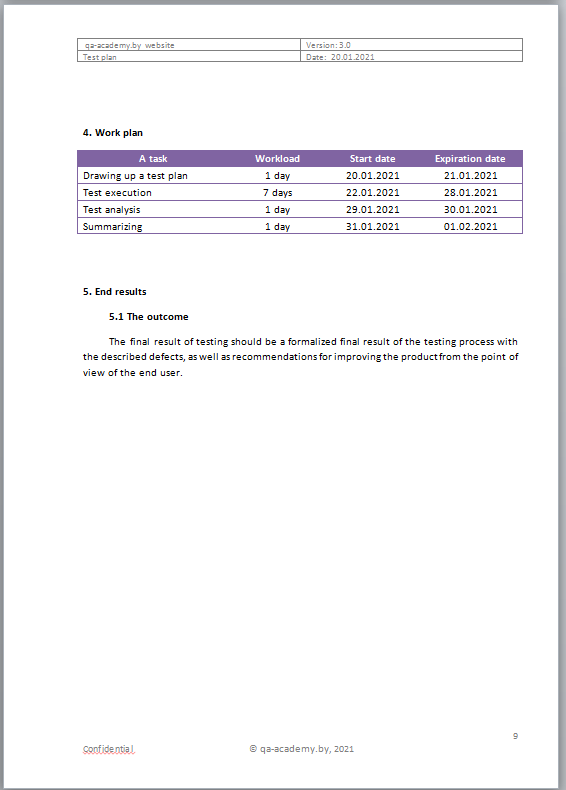 qa-academy.by website Version: 3.0
Test plan Date: 20.01.2021
4. Work plan
A task Workload Start date Expiration date
Drawing up a test plan 1 day 20.01.2021 21.01.2021
Test execution 7 days 22.01.2021 28.01.2021
Test analysis 1 day 29.01.2021 30.01.2021
Summarizing 1 day 31.01.2021 01.02.2021
5. End results
5.1 The outcome
The final result of testing should be a formalized final result of the testing process with
the described defects, as well as recommendations for improving the product from the point of
view of the end user.
9
Confidential © qa-academy.by, 2021